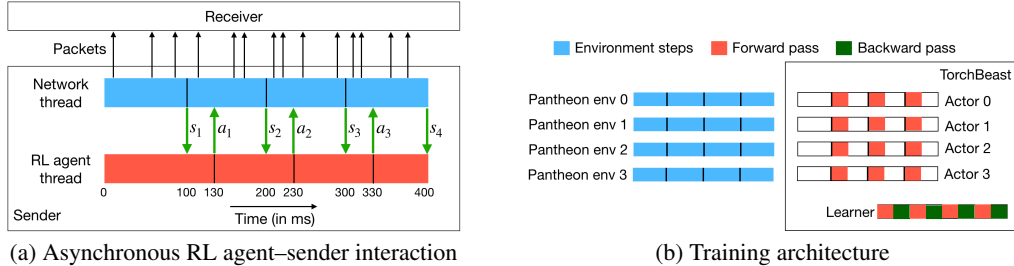 Receiver
Packets
Network thread
s₁ a₁ s₂ a₂ s₃ a₃ s₄
RL agent thread
0 100 130 200 230 300 330 400
Time (in ms)
Sender
(a) Asynchronous RL agent–sender interaction
Environment steps Forward pass Backward pass
TorchBeast
Pantheon env 0 Actor 0
Pantheon env 1 Actor 1
Pantheon env 2 Actor 2
Pantheon env 3 Actor 3
Learner
(b) Training architecture